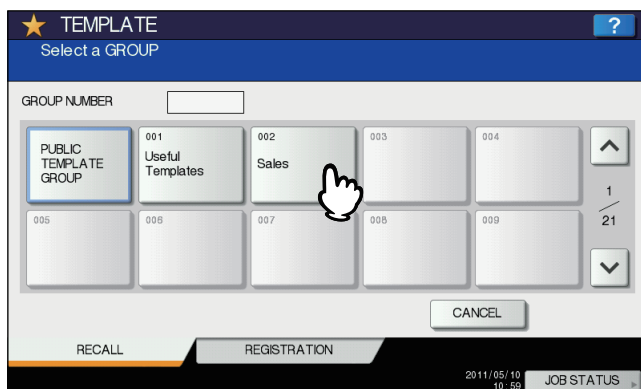 TEMPLATE
?
Select a GROUP
GROUP NUMBER
PUBLIC
TEMPLATE
GROUP
001
Useful
Templates
002
Sales
003
004
1
21
005
006
007
008
009
CANCEL
RECALL
REGISTRATION
2011/05/10
10:59
JOB STATUS